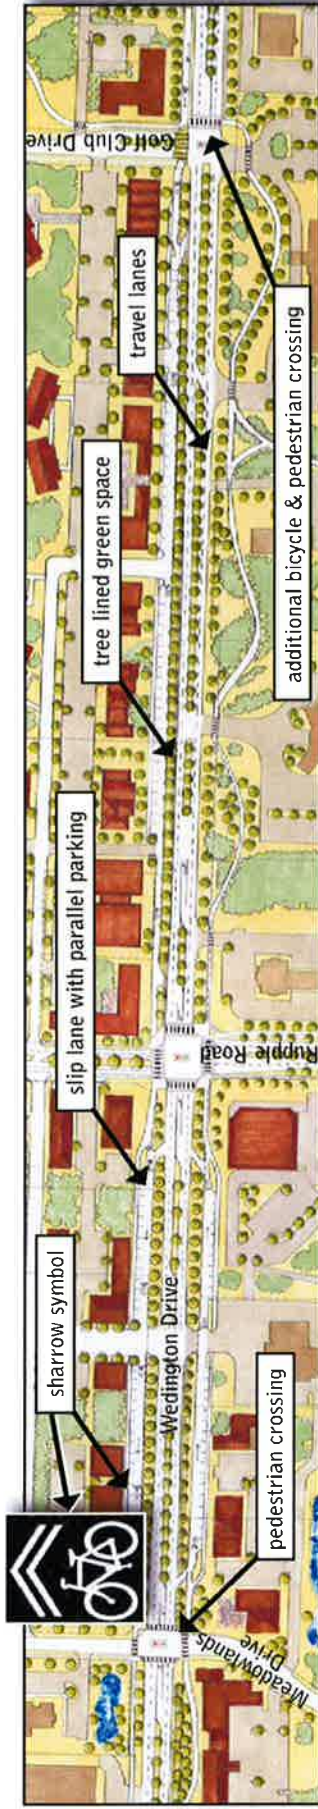 sharrow symbol
slip lane with parallel parking
tree lined green space
travel lanes
Golf Club Drive
Wedington Drive
Rupple Road
Meadowlands
Drive
pedestrian crossing
additional bicycle & pedestrian crossing